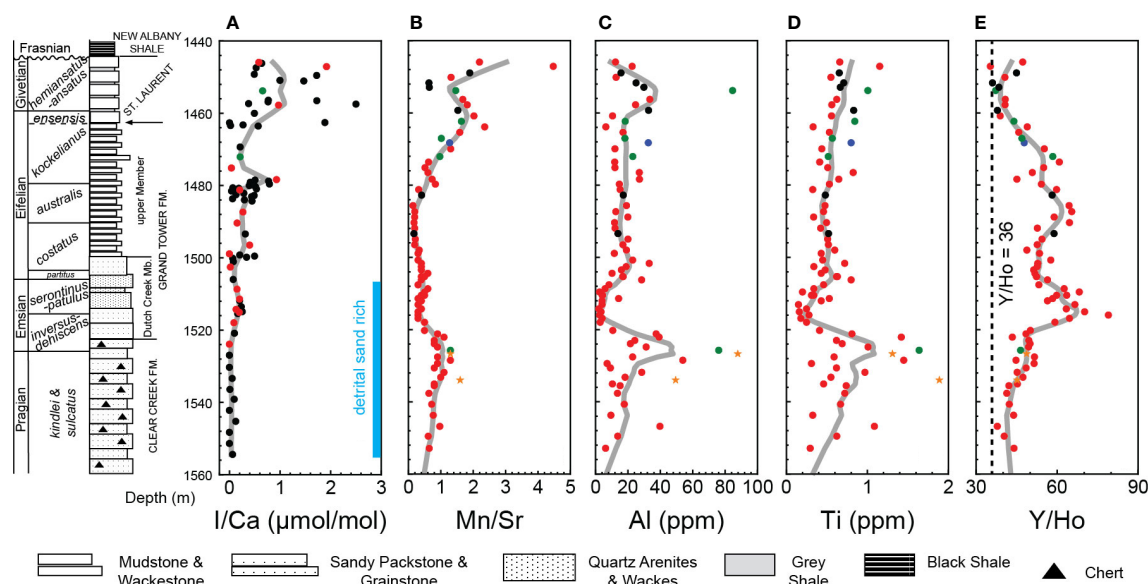 A
B
C
D
E
Frasnian
NEW ALBANY
SHALE
Givetian
hemiansatus
-ansatus
ensensis
ST. LAURENT
Eifelian
kockelianus
australis
costatus
partitus
upper Member
GRAND TOWER FM.
Dutch Creek Mb.
Emsian
serontinus
-patulus
inversus-
dehiscens
Pragian
kindlei &
sulcatus
CLEAR CREEK FM.
1440
1460
1480
1500
1520
1540
1560
Depth (m)
detrital sand rich
Y/Ho = 36
0 1 2 3
0 1 2 3 4 5
0 20 40 60 80 100
0 1 2
30 50 70 90
I/Ca (μmol/mol)
Mn/Sr
Al (ppm)
Ti (ppm)
Y/Ho
Mudstone &
Wackestone
Sandy Packstone &
Grainstone
Quartz Arenites
& Wackes
Grey
Shale
Black Shale
Chert